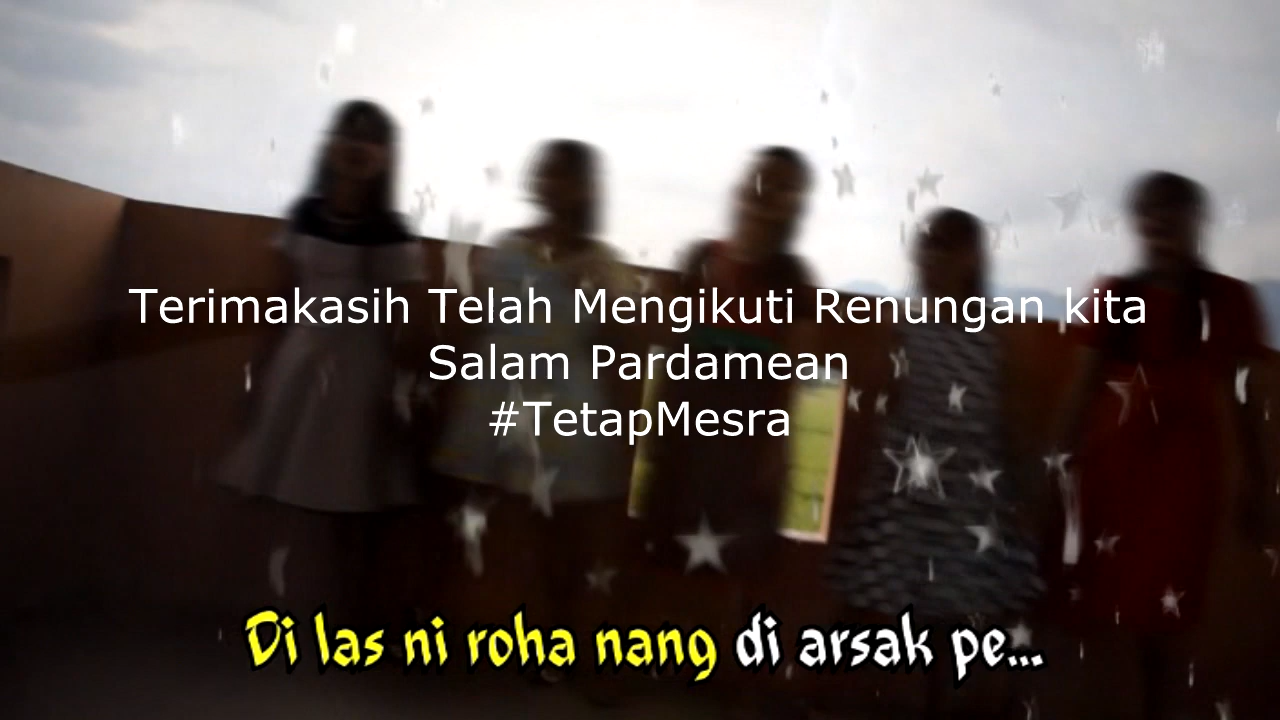 Terimakasih Telah Mengikuti Renungan kita
Salam Pardamean
#TetapMesra
Di las ni roha nang di arsak pe...